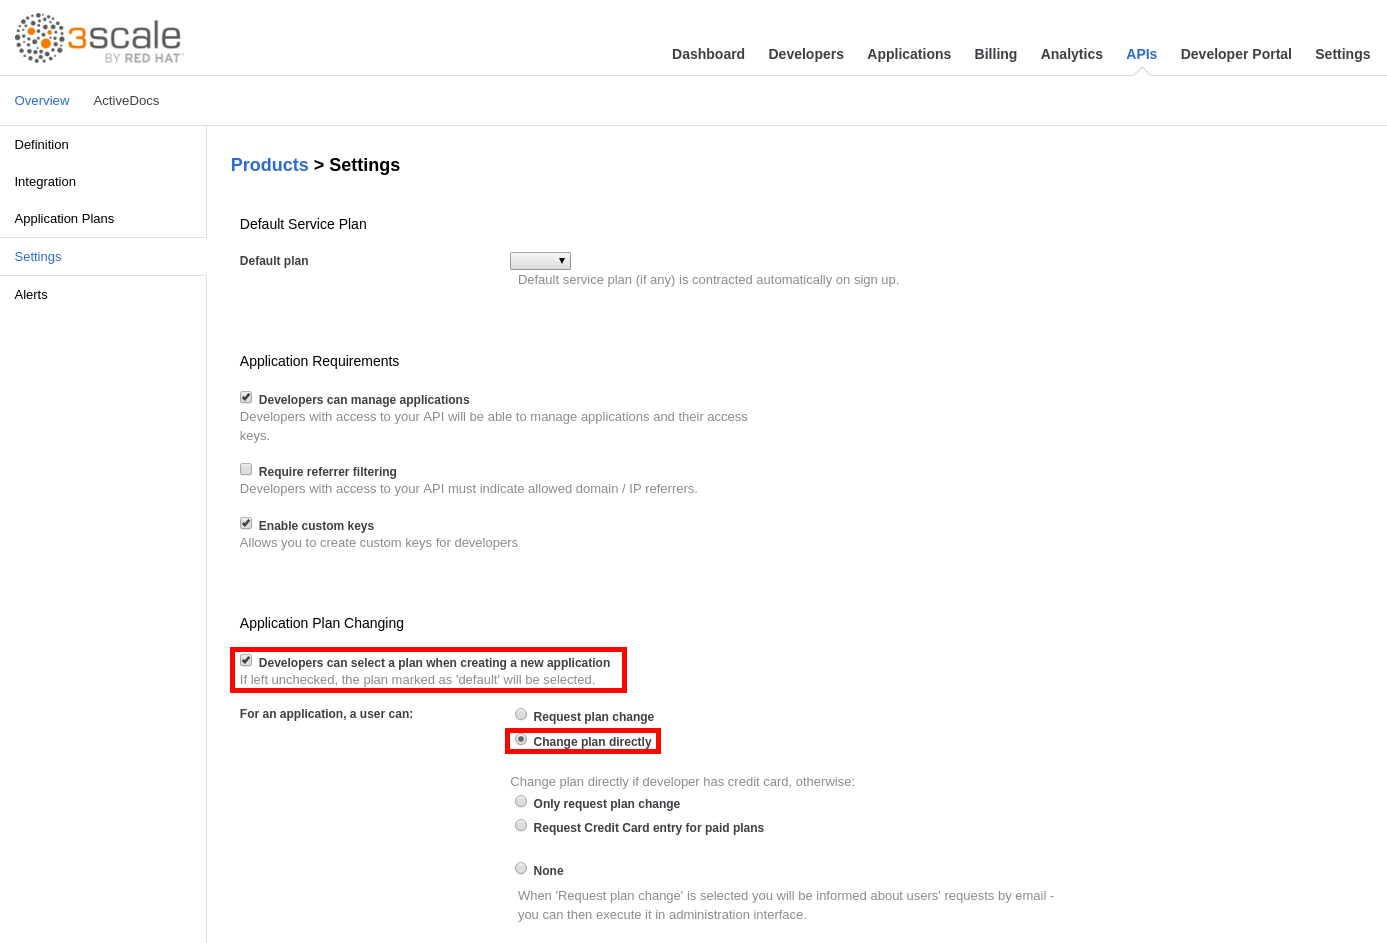 3scale
BY RED HAT
Dashboard Developers Applications Billing Analytics APIs Developer Portal Settings
Overview ActiveDocs
Definition
Integration
Application Plans
Settings
Alerts
Products > Settings
Default Service Plan
Default plan
Default service plan (if any) is contracted automatically on sign up.
Application Requirements
Developers can manage applications
Developers with access to your API will be able to manage applications and their access
keys.
Require referrer filtering
Developers with access to your API must indicate allowed domain / IP referrers.
Enable custom keys
Allows you to create custom keys for developers
Application Plan Changing
Developers can select a plan when creating a new application
If left unchecked, the plan marked as 'default' will be selected.
For an application, a user can:
Request plan change
Change plan directly
Change plan directly if developer has credit card, otherwise:
Only request plan change
Request Credit Card entry for paid plans
None
When 'Request plan change' is selected you will be informed about users' requests by email -
you can then execute it in administration interface.